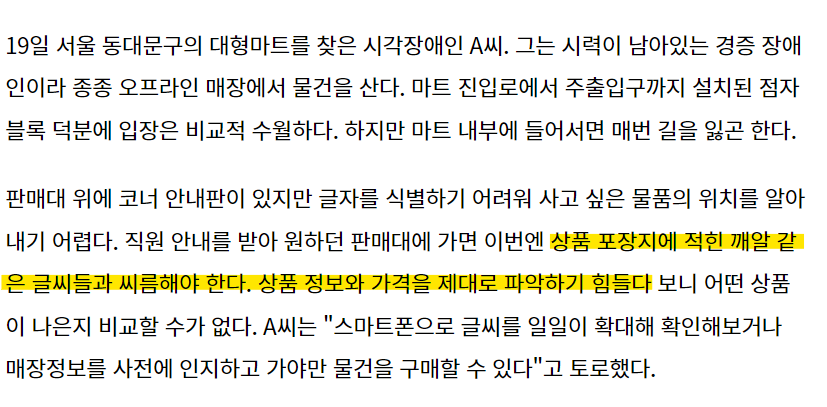 19일 서울 동대문구의 대형마트를 찾은 시각장애인 A씨. 그는 시력이 남아있는 경증 장애
인이라 종종 오프라인 매장에서 물건을 산다. 마트 진입로에서 주출입구까지 설치된 점자
블록 덕분에 입장은 비교적 수월하다. 하지만 마트 내부에 들어서면 매번 길을 잃곤 한다.
판매대 위에 코너 안내판이 있지만 글자를 식별하기 어려워 사고 싶은 물품의 위치를 알아
내기 어렵다. 직원 안내를 받아 원하던 판매대에 가면 이번엔 상품 포장지에 적힌 깨알 같
은 글씨들과 씨름해야 한다. 상품 정보와 가격을 제대로 파악하기 힘들다 보니 어떤 상품
이 나은지 비교할 수가 없다. A씨는 "스마트폰으로 글씨를 일일이 확대해 확인해보거나
매장정보를 사전에 인지하고 가야만 물건을 구매할 수 있다"고 토로했다.